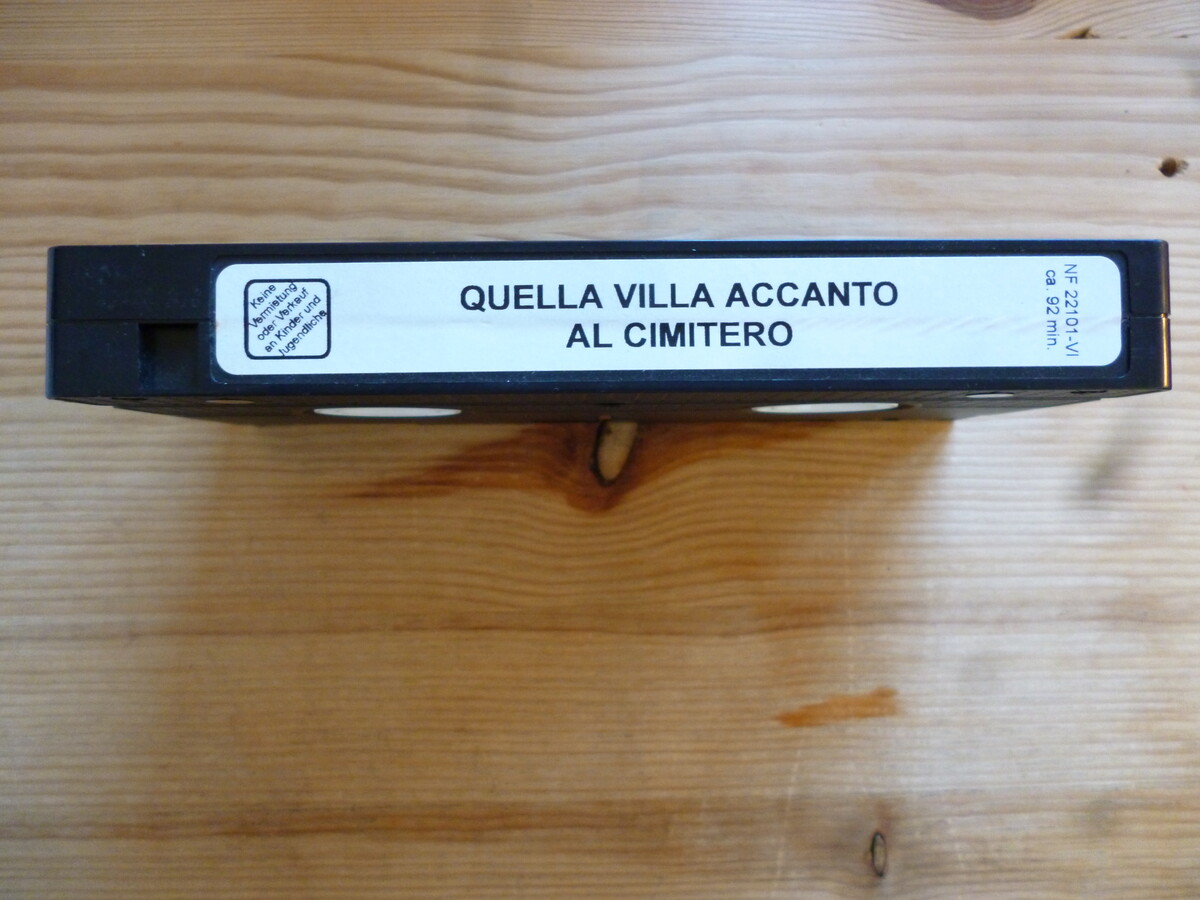 Keine
Vermietung
oder Verkauf
an Kinder und
Jugendliche
QUELLA VILLA ACCANTO
AL CIMITERO
NF 22101-VI
ca. 92 min.